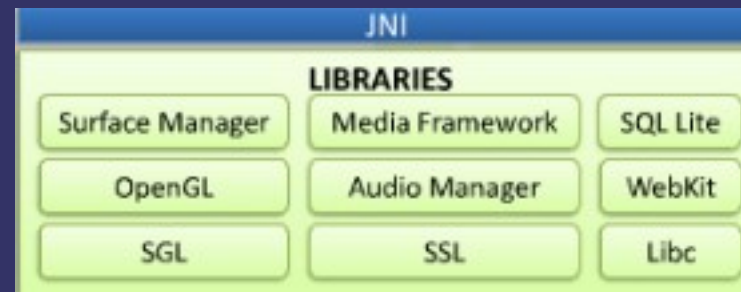 JNI
LIBRARIES
Surface Manager Media Framework SQL Lite
OpenGL Audio Manager WebKit
SGL SSL Libc